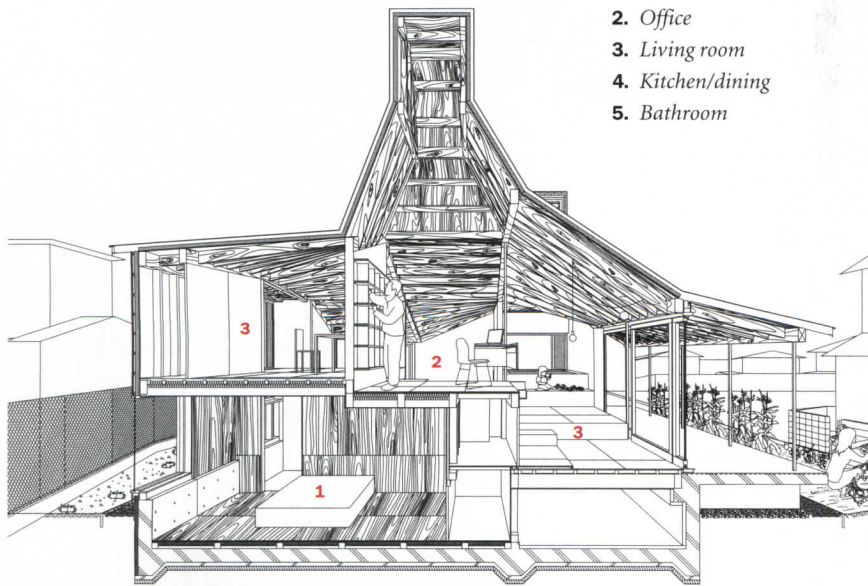 2. Office
3. Living room
4. Kitchen/dining
5. Bathroom
3
2
3
1